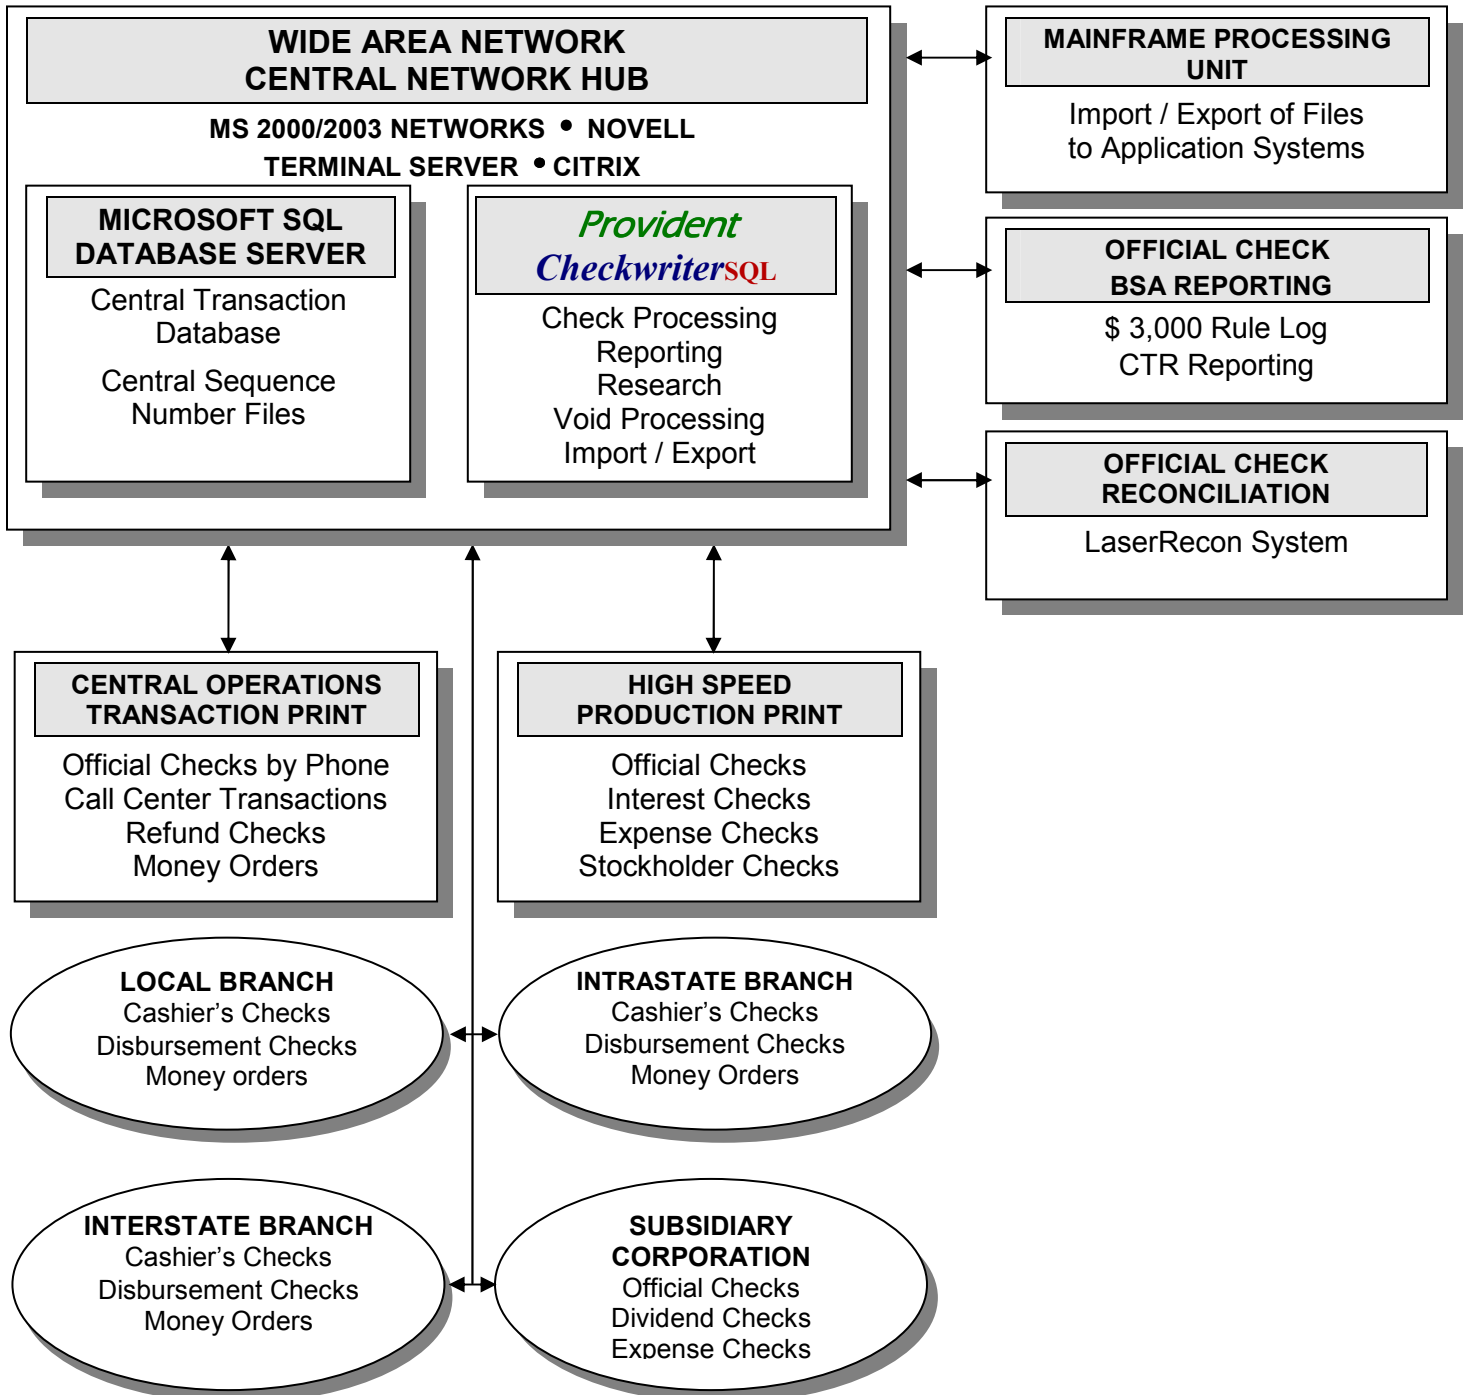 WIDE AREA NETWORK
CENTRAL NETWORK HUB
MS 2000/2003 NETWORKS • NOVELL
TERMINAL SERVER • CITRIX
MICROSOFT SQL
DATABASE SERVER
Central Transaction
Database
Central Sequence
Number Files
Provident
CheckwriterSQL
Check Processing
Reporting
Research
Void Processing
Import / Export
MAINFRAME PROCESSING
UNIT
Import / Export of Files
to Application Systems
OFFICIAL CHECK
BSA REPORTING
$ 3,000 Rule Log
CTR Reporting
OFFICIAL CHECK
RECONCILIATION
LaserRecon System
CENTRAL OPERATIONS
TRANSACTION PRINT
Official Checks by Phone
Call Center Transactions
Refund Checks
Money Orders
HIGH SPEED
PRODUCTION PRINT
Official Checks
Interest Checks
Expense Checks
Stockholder Checks
LOCAL BRANCH
Cashier’s Checks
Disbursement Checks
Money orders
INTRASTATE BRANCH
Cashier’s Checks
Disbursement Checks
Money Orders
INTERSTATE BRANCH
Cashier’s Checks
Disbursement Checks
Money Orders
SUBSIDIARY
CORPORATION
Official Checks
Dividend Checks
Expense Checks